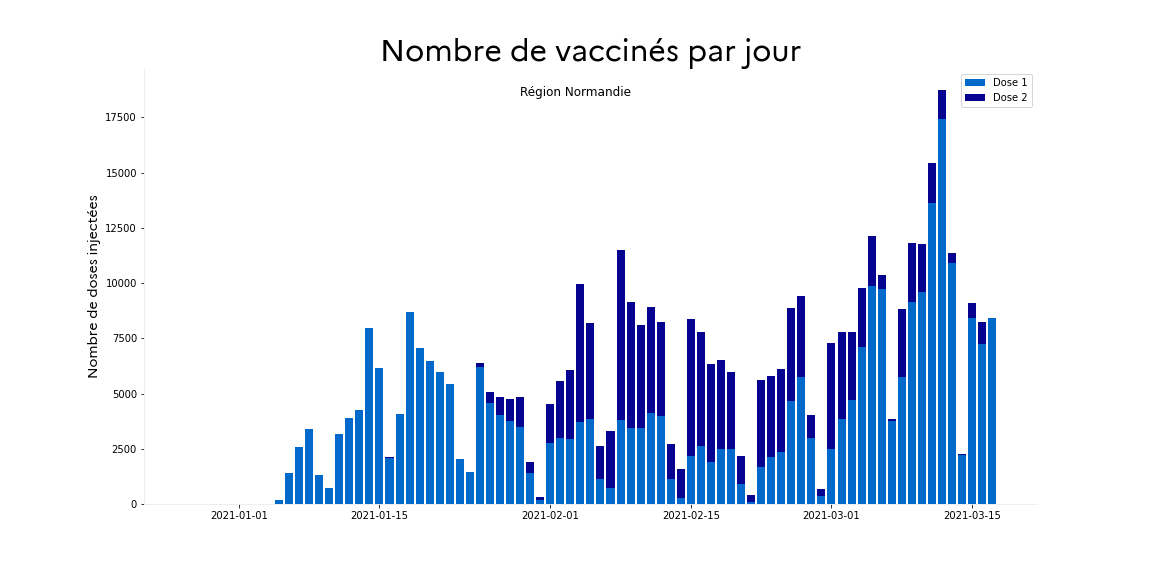 Nombre de vaccinés par jour
Région Normandie
Dose 1
Dose 2
Nombre de doses injectées
17500
15000
12500
10000
7500
5000
2500
0
2021-01-01
2021-01-15
2021-02-01
2021-02-15
2021-03-01
2021-03-15